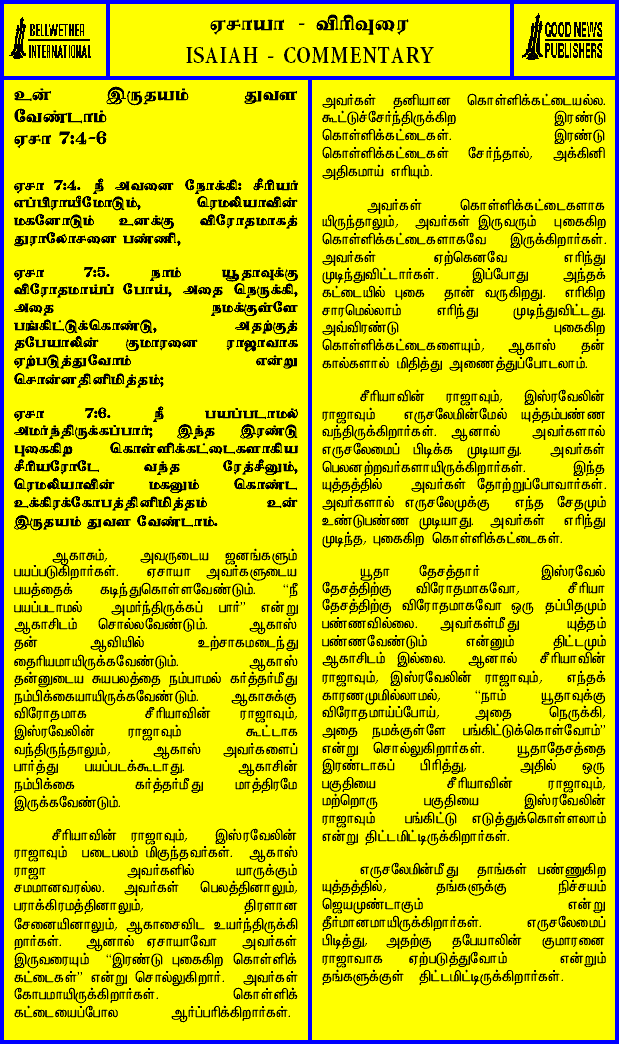 BELLWETHER
INTERNATIONAL
ஏசாயா - விரிவுரை
ISAIAH - COMMENTARY
GOOD NEWS
PUBLISHERS
உன் இருதயம் துவள
வேண்டாம்
ஏசா 7:4-6
ஏசா 7:4. நீ அவனை நோக்கி: சீரியர்
எப்பிராயீமோடும், ரெமலியாவின்
மகனோடும் உனக்கு விரோதமாகத்
துராலோசனை பண்ணி,
ஏசா 7:5. நாம் யூதாவுக்கு
விரோதமாய்ப் போய், அதை நெருக்கி,
அதை நமக்குள்ளே
பங்கிட்டுக்கொண்டு, அதற்குத்
தபேயாலின் குமாரனை ராஜாவாக
ஏற்படுத்துவோம் என்று
சொன்னதினிமித்தம்;
ஏசா 7:6. நீ பயப்படாமல்
அமர்ந்திருக்கப்பார்; இந்த இரண்டு
புகைகிற கொள்ளிக்கட்டைகளாகிய
சீரியரோடே வந்த ரேத்சீனும்,
ரெமலியாவின் மகனும் கொண்ட
உக்கிரக்கோபத்தினிமித்தம் உன்
இருதயம் துவள வேண்டாம்.
ஆகாசும், அவருடைய ஜனங்களும்
பயப்படுகிறார்கள். ஏசாயா அவர்களுடைய
பயத்தைக் கடிந்துகொள்ளவேண்டும். “நீ
பயப்படாமல் அமர்ந்திருக்கப் பார்” என்று
ஆகாசிடம் சொல்லவேண்டும். ஆகாஸ்
தன் ஆவியில் உற்சாகமடைந்து
தைரியமாயிருக்கவேண்டும். ஆகாஸ்
தன்னுடைய சுயபலத்தை நம்பாமல் கர்த்தர்மீது
நம்பிக்கையாயிருக்கவேண்டும். ஆகாசுக்கு
விரோதமாக சீரியாவின் ராஜாவும்,
இஸ்ரவேலின் ராஜாவும் கூட்டாக
வந்திருந்தாலும், ஆகாஸ் அவர்களைப்
பார்த்து பயப்படக்கூடாது. ஆகாசின்
நம்பிக்கை கர்த்தர்மீது மாத்திரமே
இருக்கவேண்டும்.
சீரியாவின் ராஜாவும், இஸ்ரவேலின்
ராஜாவும் படைபலம் மிகுந்தவர்கள். ஆகாஸ்
ராஜா அவர்களில் யாருக்கும்
சமமானவரல்ல. அவர்கள் பெலத்தினாலும்,
பராக்கிரமத்தினாலும், திரளான
சேனையினாலும், ஆகாசைவிட உயர்ந்திருக்கி
றார்கள். ஆனால் ஏசாயாவோ அவர்கள்
இருவரையும் “இரண்டு புகைகிற கொள்ளிக்
கட்டைகள்” என்று சொல்லுகிறார். அவர்கள்
கோபமாயிருக்கிறார்கள். கொள்ளிக்
கட்டையைப்போல ஆர்ப்பரிக்கிறார்கள்.
அவர்கள் தனியான கொள்ளிக்கட்டையல்ல.
கூட்டுச்சேர்ந்திருக்கிற இரண்டு
கொள்ளிக்கட்டைகள். இரண்டு
கொள்ளிக்கட்டைகள் சேர்ந்தால், அக்கினி
அதிகமாய் எரியும்.
அவர்கள் கொள்ளிக்கட்டைகளாக
யிருந்தாலும், அவர்கள் இருவரும் புகைகிற
கொள்ளிக்கட்டைகளாகவே இருக்கிறார்கள்.
அவர்கள் ஏற்கெனவே எரிந்து
முடிந்துவிட்டார்கள். இப்போது அந்தக்
கட்டையில் புகை தான் வருகிறது. எரிகிற
சாரமெல்லாம் எரிந்து முடிந்துவிட்டது.
அவ்விரண்டு புகைகிற
கொள்ளிக்கட்டைகளையும், ஆகாஸ் தன்
கால்களால் மிதித்து அணைத்துப்போடலாம்.
சீரியாவின் ராஜாவும், இஸ்ரவேலின்
ராஜாவும் எருசலேமின்மேல் யுத்தம்பண்ண
வந்திருக்கிறார்கள். ஆனால் அவர்களால்
எருசலேமைப் பிடிக்க முடியாது. அவர்கள்
பெலனற்றவர்களாயிருக்கிறார்கள். இந்த
யுத்தத்தில் அவர்கள் தோற்றுப்போவார்கள்.
அவர்களால் எருசலேமுக்கு எந்த சேதமும்
உண்டுபண்ண முடியாது. அவர்கள் எரிந்து
முடிந்த, புகைகிற கொள்ளிக்கட்டைகள்.
யூதா தேசத்தார் இஸ்ரவேல்
தேசத்திற்கு விரோதமாகவோ, சீரியா
தேசத்திற்கு விரோதமாகவோ ஒரு தப்பிதமும்
பண்ணவில்லை. அவர்கள்மீது யுத்தம்
பண்ணவேண்டும் என்னும் திட்டமும்
ஆகாசிடம் இல்லை. ஆனால் சீரியாவின்
ராஜாவும், இஸ்ரவேலின் ராஜாவும், எந்தக்
காரணமுமில்லாமல், “நாம் யூதாவுக்கு
விரோதமாய்ப்போய், அதை நெருக்கி,
அதை நமக்குள்ளே பங்கிட்டுக்கொள்வோம்”
என்று சொல்லுகிறார்கள். யூதாதேசத்தை
இரண்டாகப் பிரித்து, அதில் ஒரு
பகுதியை சீரியாவின் ராஜாவும்,
மற்றொரு பகுதியை இஸ்ரவேலின்
ராஜாவும் பங்கிட்டு எடுத்துக்கொள்ளலாம்
என்று திட்டமிட்டிருக்கிறார்கள்.
எருசலேமின்மீது தாங்கள் பண்ணுகிற
யுத்தத்தில், தங்களுக்கு நிச்சயம்
ஜெயமுண்டாகும் என்று
தீர்மானமாயிருக்கிறார்கள். எருசலேமைப்
பிடித்து, அதற்கு தபேயாலின் குமாரனை
ராஜாவாக ஏற்படுத்துவோம் என்றும்
தங்களுக்குள் திட்டமிட்டிருக்கிறார்கள்.